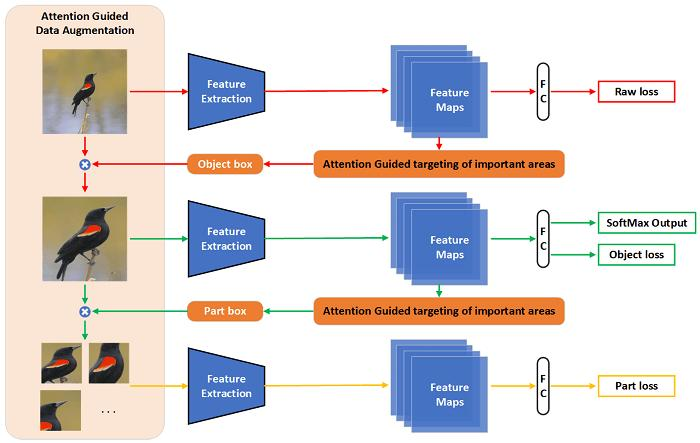 Attention Guided
Data Augmentation
Feature
Extraction
Feature
Maps
F
C
Raw loss
Object box
Attention Guided targeting of important areas
Feature
Extraction
Feature
Maps
F
C
SoftMax Output
Object loss
Part box
Attention Guided targeting of important areas
...
Feature
Extraction
Feature
Maps
F
C
Part loss